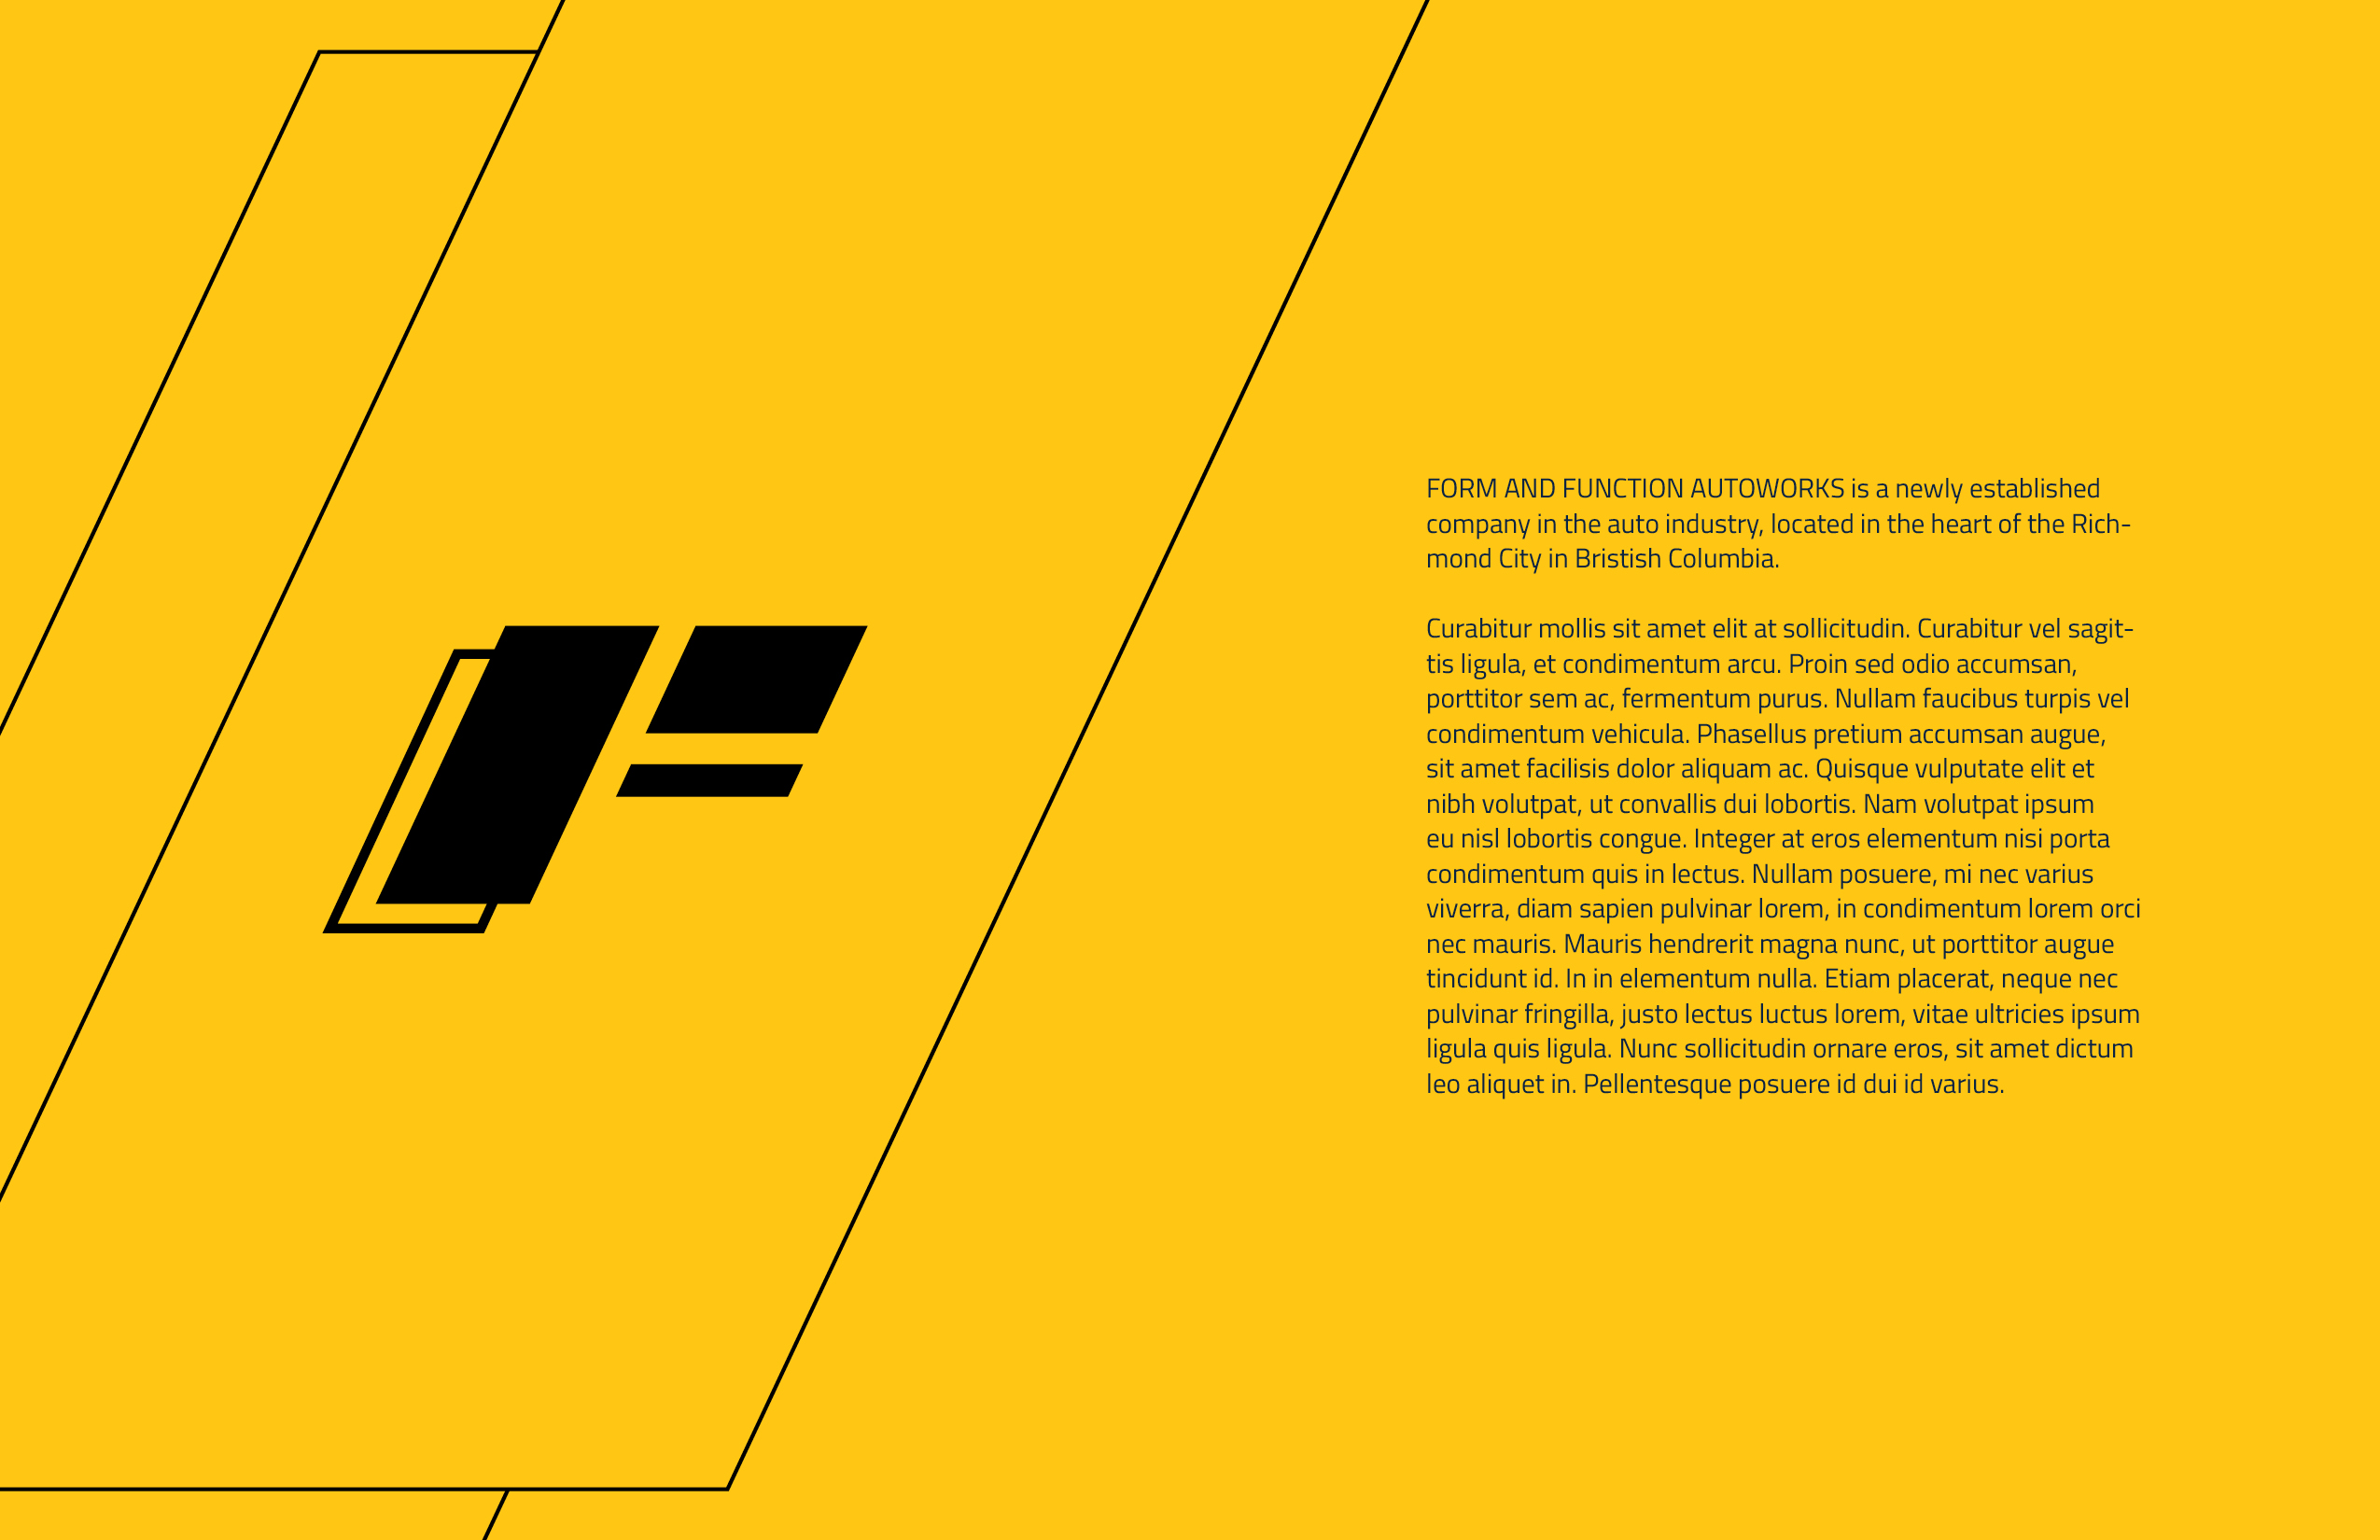 FORM AND FUNCTION AUTOWORKS is a newly established
company in the auto industry, located in the heart of the Rich-
mond City in Bristish Columbia.
Curabitur mollis sit amet elit at sollicitudin. Curabitur vel sagit-
tis ligula, et condimentum arcu. Proin sed odio accumsan,
porttitor sem ac, fermentum purus. Nullam faucibus turpis vel
condimentum vehicula. Phasellus pretium accumsan augue,
sit amet facilisis dolor aliquam ac. Quisque vulputate elit et
nibh volutpat, ut convallis dui lobortis. Nam volutpat ipsum
eu nisl lobortis congue. Integer at eros elementum nisi porta
condimentum quis in lectus. Nullam posuere, mi nec varius
viverra, diam sapien pulvinar lorem, in condimentum lorem orci
nec mauris. Mauris hendrerit magna nunc, ut porttitor augue
tincidunt id. In in elementum nulla. Etiam placerat, neque nec
pulvinar fringilla, justo lectus luctus lorem, vitae ultricies ipsum
ligula quis ligula. Nunc sollicitudin ornare eros, sit amet dictum
leo aliquet in. Pellentesque posuere id dui id varius.